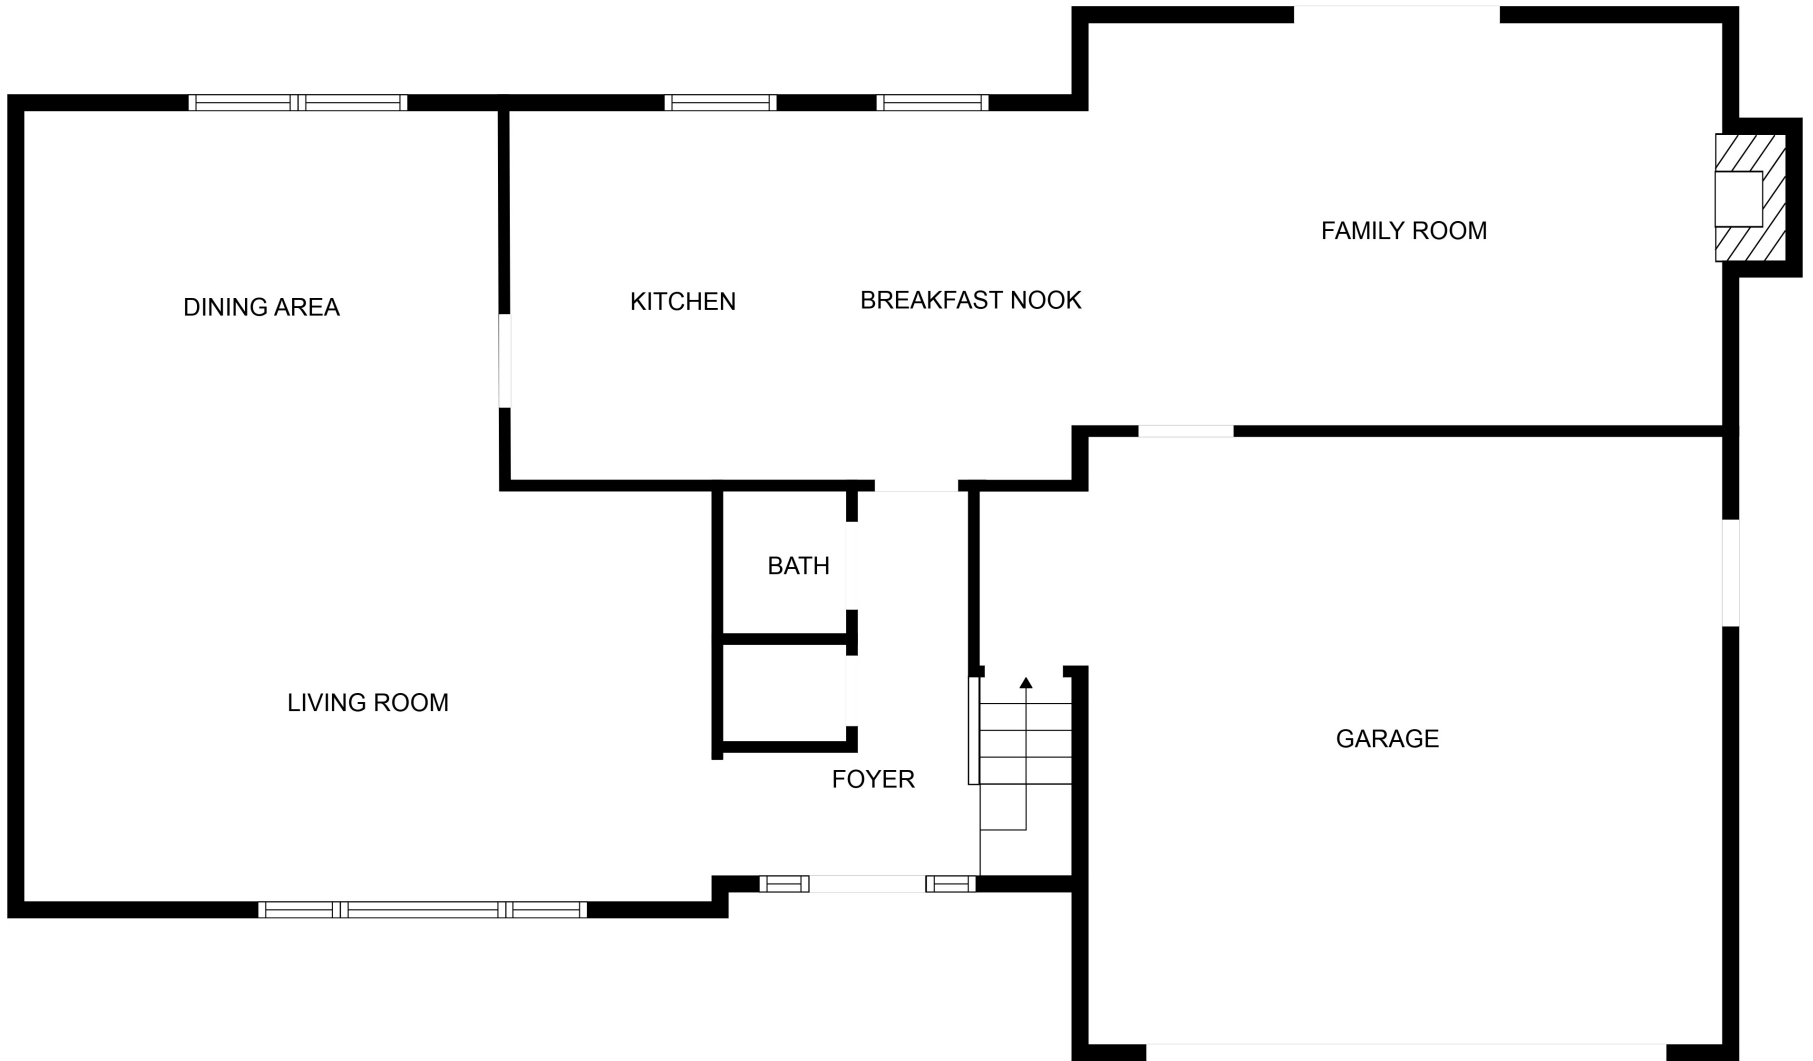 FAMILY ROOM
DINING AREA
KITCHEN
BREAKFAST NOOK
BATH
LIVING ROOM
GARAGE
FOYER